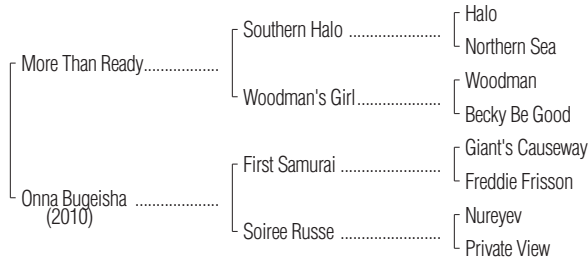 Halo
Southern Halo ..................
Northern Sea
More Than Ready..................
Woodman
Woodman's Girl................
Becky Be Good
Giant's Causeway
First Samurai ....................
Freddie Frisson
Onna Bugeisha ................
(2010)
Nureyev
Soiree Russe ....................
Private View